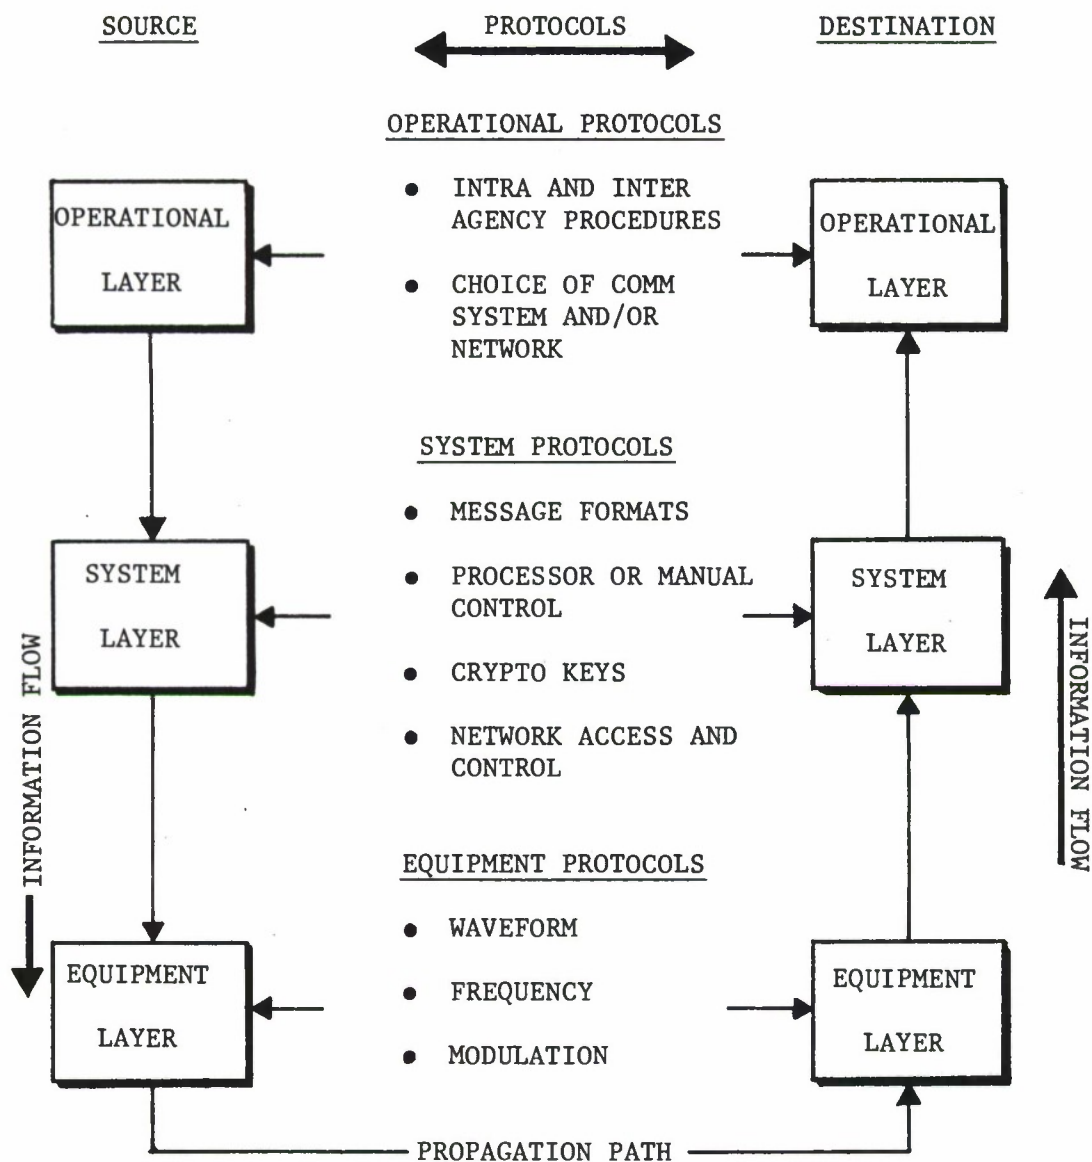 SOURCE
PROTOCOLS
DESTINATION
OPERATIONAL PROTOCOLS
OPERATIONAL
LAYER
• INTRA AND INTER
AGENCY PROCEDURES
• CHOICE OF COMM
SYSTEM AND/OR
NETWORK
OPERATIONAL
LAYER
SYSTEM PROTOCOLS
SYSTEM
LAYER
• MESSAGE FORMATS
• PROCESSOR OR MANUAL
CONTROL
• CRYPTO KEYS
• NETWORK ACCESS AND
CONTROL
SYSTEM
LAYER
INFORMATION FLOW
INFORMATION FLOW
EQUIPMENT PROTOCOLS
EQUIPMENT
LAYER
• WAVEFORM
• FREQUENCY
• MODULATION
EQUIPMENT
LAYER
PROPAGATION PATH